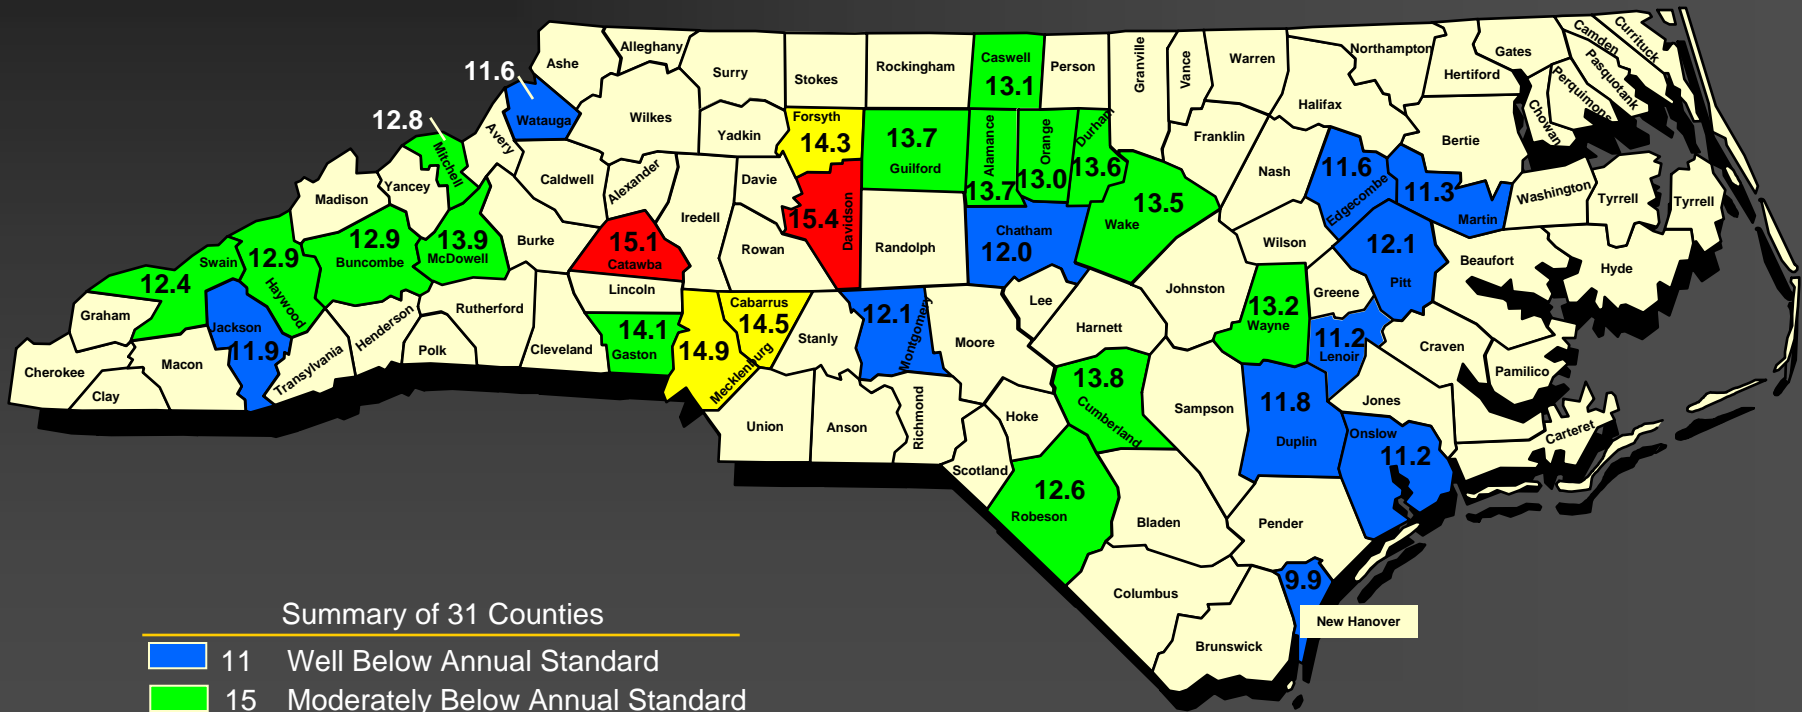 Ashe
Alleghany
Surry
Stokes
Rockingham
Caswell
13.1
Person
Granville
Vance
Warren
Northampton
Gates
Hertiford
Camden
Currituck
Pasquotank
Perquimons
Chowan
11.6
Watauga
Wilkes
Yadkin
Forsyth
14.3
13.7
Guilford
Alamance
13.7
Orange
13.0
Durham
13.6
Franklin
Halifax
Bertie
12.8
Mitchell
Avery
Caldwell
Alexander
Iredell
Davie
15.4
Davidson
Randolph
Chatham
12.0
13.5
Wake
Nash
11.6
Edgecombe
11.3
Martin
Washington
Tyrrell
Tyrrell
Madison
Yancey
12.9
Buncombe
13.9
McDowell
Burke
15.1
Catawba
Rowan
Wilson
12.1
Pitt
Beaufort
Hyde
Swain
12.4
12.9
Haywood
Graham
Jackson
11.9
Rutherford
Lincoln
Cabarrus
14.5
12.1
Montgomery
Lee
Johnston
13.2
Wayne
Greene
11.2
Lenoir
Craven
Pamilico
Cherokee
Clay
Macon
Transylvania
Henderson
Polk
Cleveland
14.1
Gaston
14.9
Mecklenburg
Stanly
Moore
Harnett
13.8
Cumberland
Sampson
11.8
Duplin
Jones
Onslow
11.2
Carteret
Union
Anson
Richmond
Hoke
Scotland
12.6
Robeson
Bladen
Pender
Columbus
9.9
New Hanover
Brunswick
Summary of 31 Counties
11 Well Below Annual Standard
15 Moderately Below Annual Standard